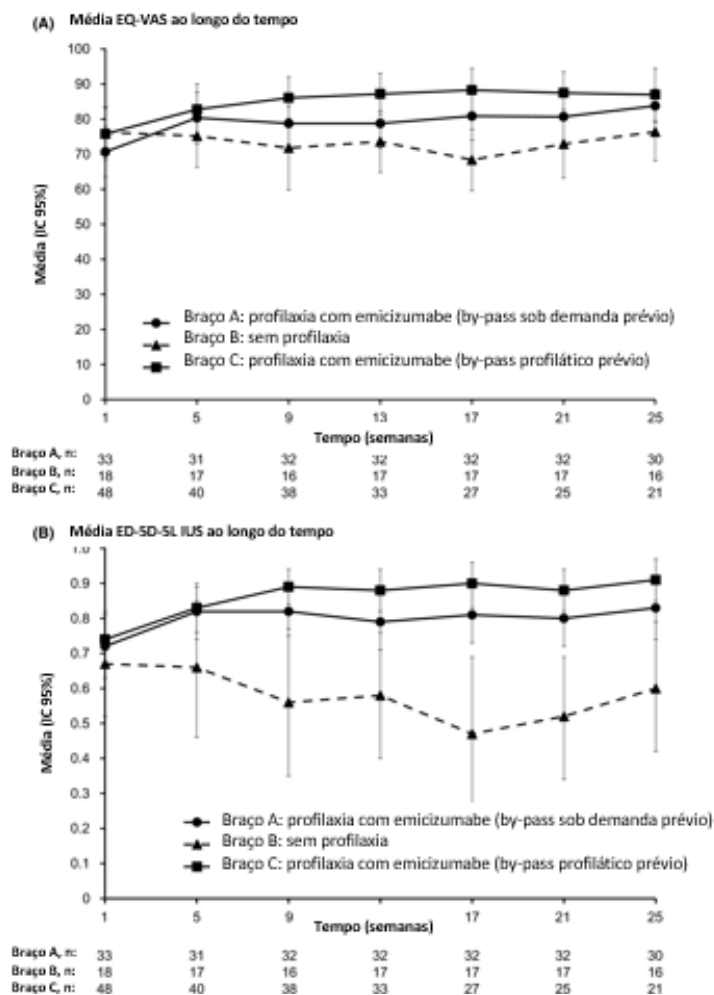 (A) Média EQ-VAS ao longo do tempo
100
90
80
70
60
50
40
30
20
10
0
Média (IC 95%)
Braço A: profilaxia com emicizumabe (by-pass sob demanda prévio)
Braço B: sem profilaxia
Braço C: profilaxia com emicizumabe (by-pass profilático prévio)
1 5 9 13 17 21 25
Tempo (semanas)
Braço A, n: 33 31 32 32 32 32 30
Braço B, n: 18 17 16 17 17 17 16
Braço C, n: 48 40 38 33 27 25 21
(B) Média ED-5D-5L IUS ao longo do tempo
1.0
0.9
0.8
0.7
0.6
0.5
0.4
0.3
0.2
0.1
0
Média (IC 95%)
Braço A: profilaxia com emicizumabe (by-pass sob demanda prévio)
Braço B: sem profilaxia
Braço C: profilaxia com emicizumabe (by-pass profilático prévio)
1 5 9 17 21 25
Tempo (semanas)
Braço A, n: 33 31 32 32 32 32 30
Braço B, n: 18 17 16 17 17 17 16
Braço C, n: 48 40 38 33 27 25 21